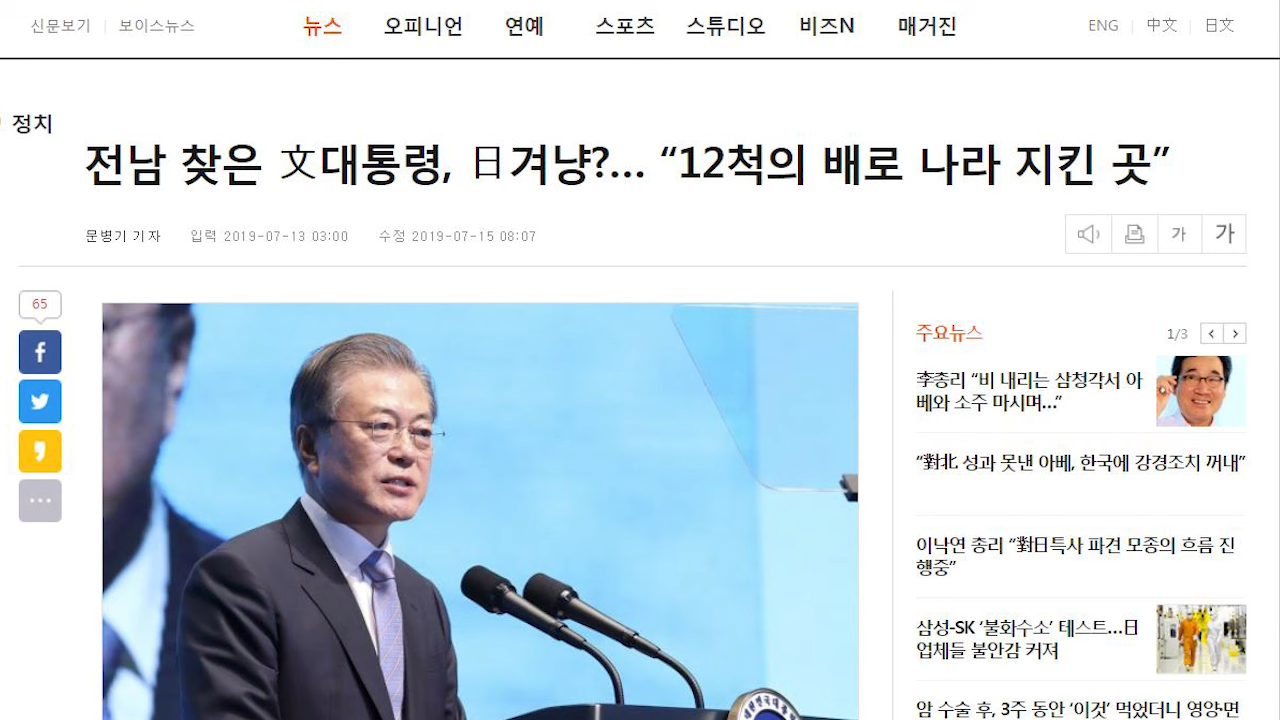 신문보기 | 보이스뉴스
뉴스 오피니언 연예 스포츠 스튜디오 비즈N 매거진
ENG | 中文 | 日文
정치
전남 찾은 文대통령, 日겨냥?… “12척의 배로 나라 지킨 곳”
문병기 기자 입력 2019-07-13 03:00 수정 2019-07-15 08:07
가 가
65
주요뉴스 1/3
李총리 “비 내리는 삼청각서 아
베와 소주 마시며…”
“對北 성과 못낸 아베, 한국에 강경조치 꺼내”
이낙연 총리 “對日특사 파견 모종의 흐름 진
행중”
삼성-SK ‘불화수소’ 테스트…日
업체들 불안감 커져
암 수술 후, 3주 동안 ‘이것’ 먹었더니 영양·면